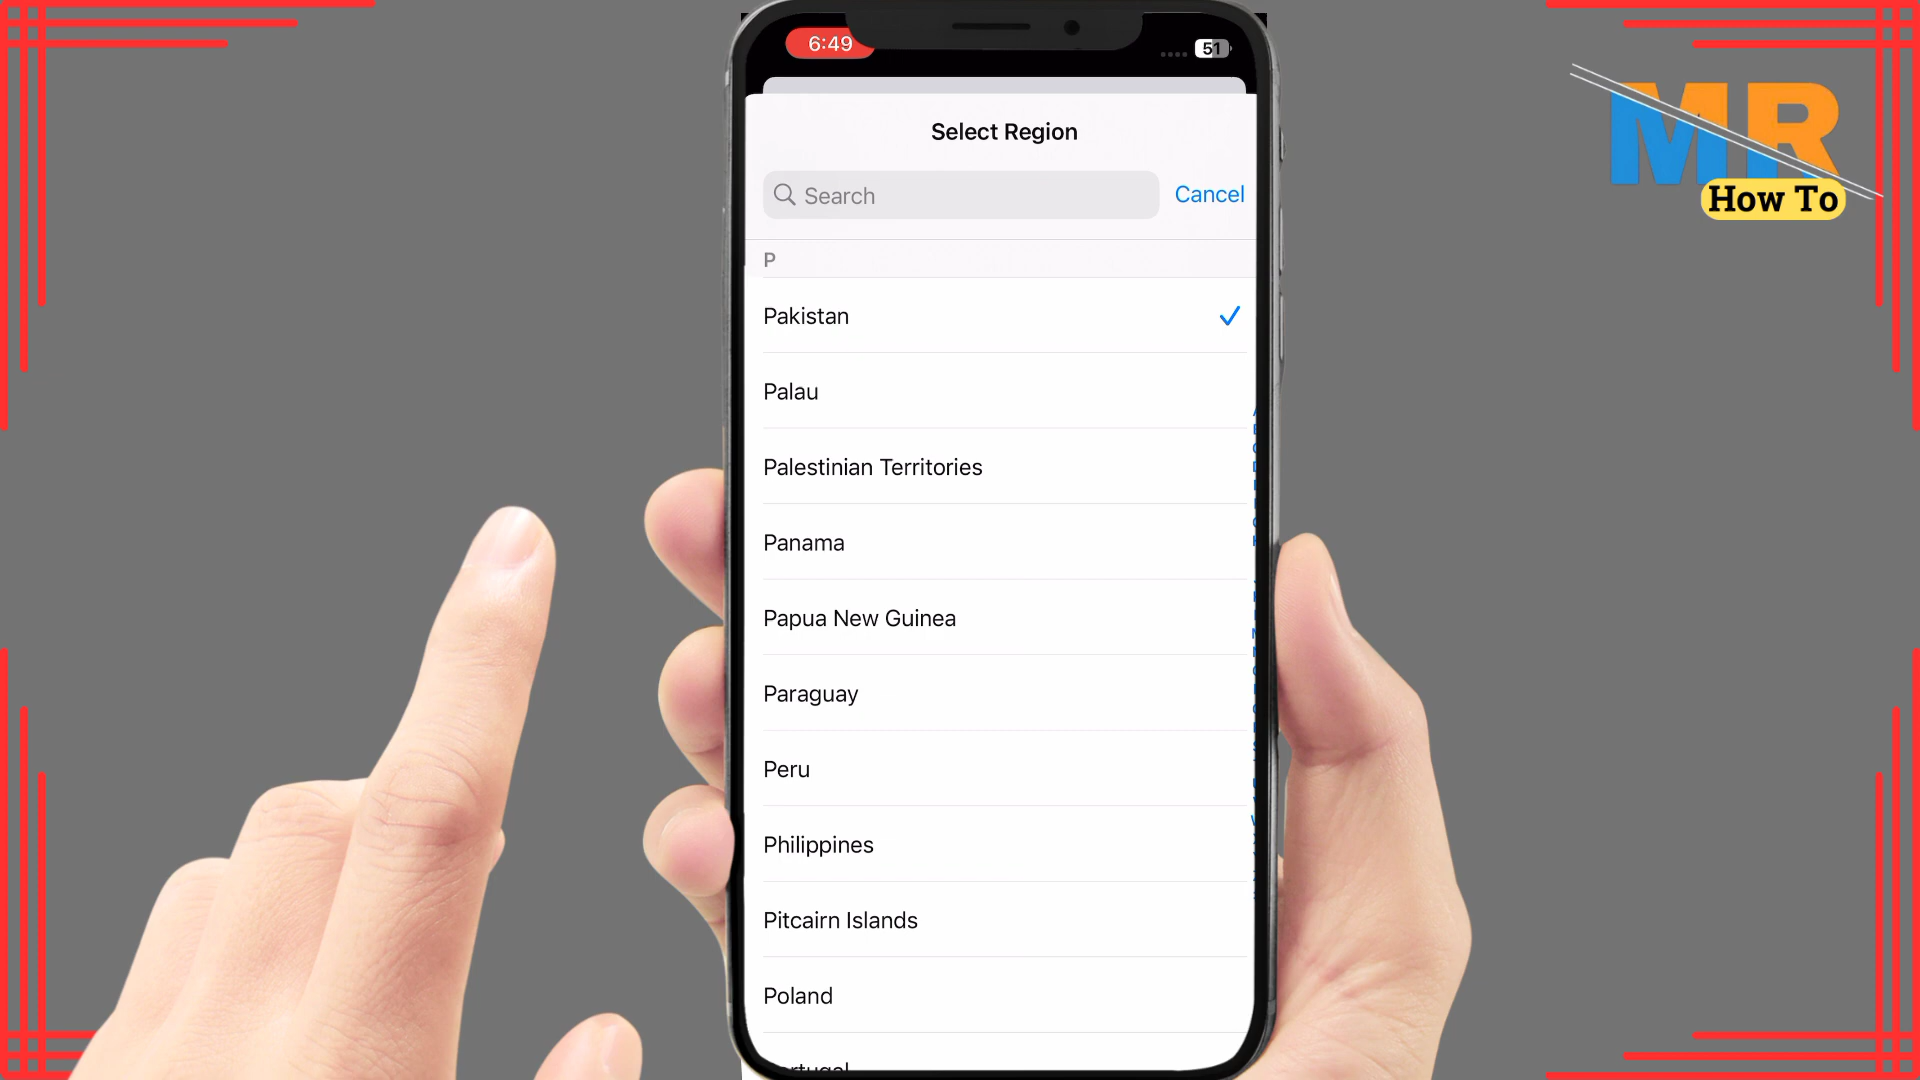 6:49
51
Select Region
Search
Cancel
P
Pakistan
Palau
Palestinian Territories
Panama
Papua New Guinea
Paraguay
Peru
Philippines
Pitcairn Islands
Poland
MR
How To